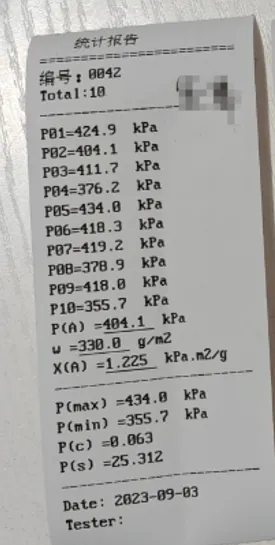 统计报告
==========================
编号：0042
Total:10
--------------------------
P01=424.9 kPa
P02=404.1 kPa
P03=411.7 kPa
P04=376.2 kPa
P05=434.0 kPa
P06=418.3 kPa
P07=419.2 kPa
P08=378.9 kPa
P09=418.0 kPa
P10=355.7 kPa
P(A) =404.1 kPa
w =330.0 g/m2
X(A) =1.225 kPa.m2/g
--------------------------
P(max) =434.0 kPa
P(min) =355.7 kPa
P(c) =0.063
P(s) =25.312
--------------------------
Date: 2023-09-03
Tester: